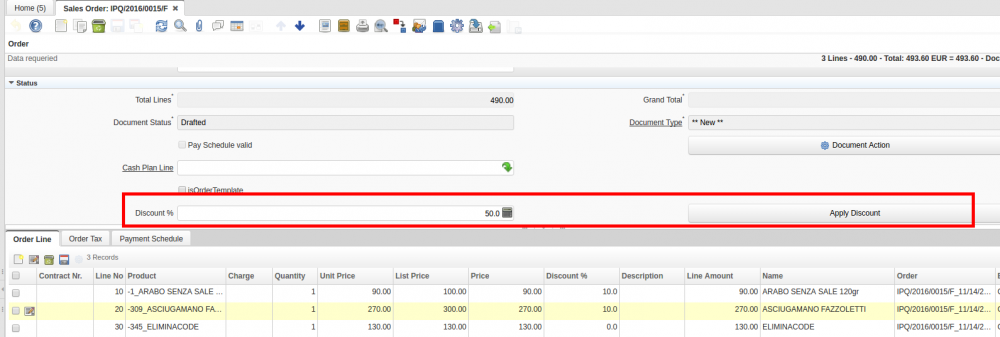 Home (5) Sales Order: IPQ/2016/0015/F
Order
Data requeried 3 Lines - 490.00 - Total: 493.60 EUR = 493.60 - Doc
Status
Total Lines* 490.00 Grand Total*
Document Status* Drafted Document Type* ** New **
Pay Schedule valid Document Action
Cash Plan Line
isOrderTemplate
Discount % 50.0 Apply Discount
Order Line Order Tax Payment Schedule
3 Records
Contract Nr. Line No Product Charge Quantity Unit Price List Price Price Discount % Description Line Amount Name Order
10 -1_ARABO SENZA SALE ... 1 90.00 100.00 90.00 10.0 90.00 ARABO SENZA SALE 120gr IPQ/2016/0015/F_11/14/2...
20 -309_ASCIUGAMANO FA... 1 270.00 300.00 270.00 10.0 270.00 ASCIUGAMANO FAZZOLETTI IPQ/2016/0015/F_11/14/2...
30 -345_ELIMINACODE 1 130.00 130.00 130.00 0.0 130.00 ELIMINACODE IPQ/2016/0015/F_11/14/2...